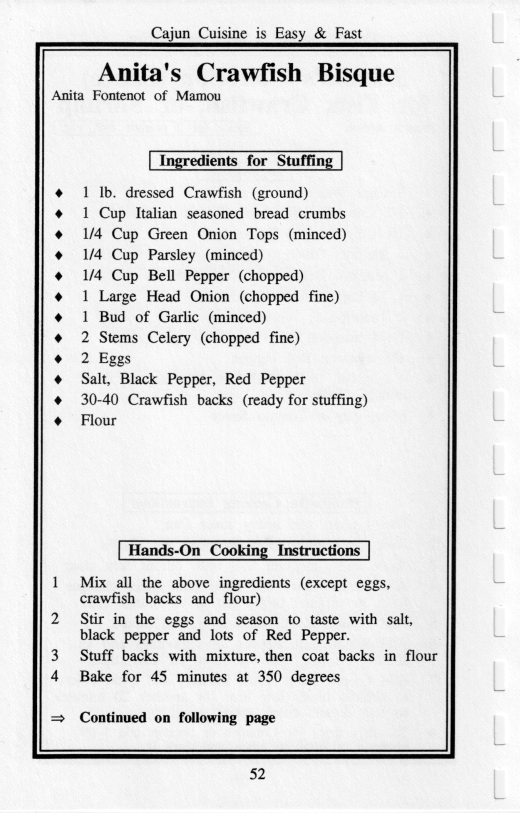 Cajun Cuisine is Easy & Fast
Anita's Crawfish Bisque
Anita Fontenot of Mamou
Ingredients for Stuffing
♦ 1 lb. dressed Crawfish (ground)
♦ 1 Cup Italian seasoned bread crumbs
♦ 1/4 Cup Green Onion Tops (minced)
♦ 1/4 Cup Parsley (minced)
♦ 1/4 Cup Bell Pepper (chopped)
♦ 1 Large Head Onion (chopped fine)
♦ 1 Bud of Garlic (minced)
♦ 2 Stems Celery (chopped fine)
♦ 2 Eggs
♦ Salt, Black Pepper, Red Pepper
♦ 30-40 Crawfish backs (ready for stuffing)
♦ Flour
Hands-On Cooking Instructions
1 Mix all the above ingredients (except eggs,
crawfish backs and flour)
2 Stir in the eggs and season to taste with salt,
black pepper and lots of Red Pepper.
3 Stuff backs with mixture, then coat backs in flour
4 Bake for 45 minutes at 350 degrees
⇒ Continued on following page
52